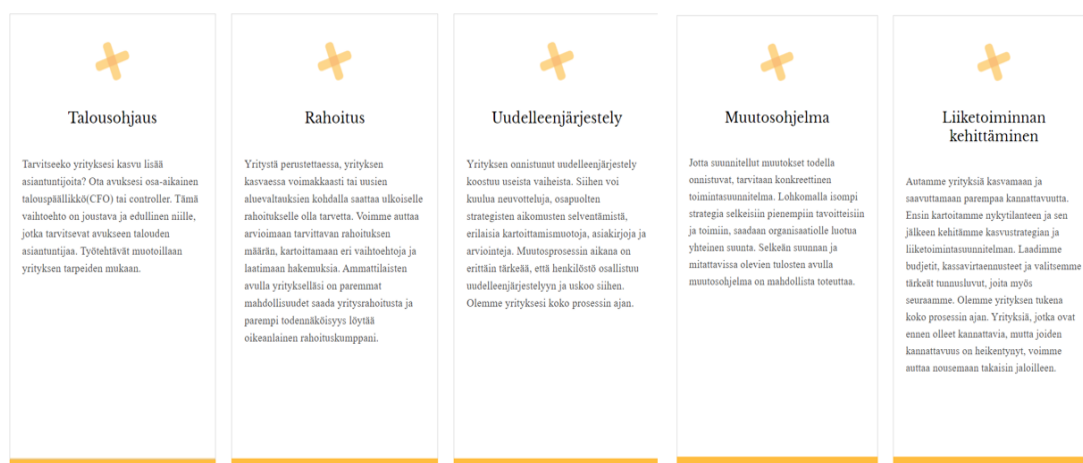 Talousohjaus
Tarvitseeko yrityksesi kasvu lisää
asiantuntijoita? Ota avuksesi osa-aikainen
talouspäällikkö(CFO) tai controller. Tämä
vaihtoehto on joustava ja edullinen niille,
jotka tarvitsevat avukseen talouden
asiantuntijaa. Työtehtävät muotoillaan
yrityksen tarpeiden mukaan.
Rahoitus
Yritystä perustettaessa, yrityksen
kasvaessa voimakkaasti tai uusien
aluevaltauksien kohdalla saattaa ulkoiselle
rahoitukselle olla tarvetta. Voimme auttaa
arvioimaan tarvittavan rahoituksen
määrän, kartoittamaan eri vaihtoehtoja ja
laatimaan hakemuksia. Ammattilaisten
avulla yritykselläsi on paremmat
mahdollisuudet saada yritysrahoitusta ja
parempi todennäköisyys löytää
oikeanlainen rahoituskumppani.
Uudelleenjärjestely
Yrityksen onnistunut uudelleenjärjestely
koostuu useista vaiheista. Siihen voi
kuulua neuvotteluja, osapuolten
strategisten aikomusten selventämistä,
erilaisia kartoittamismuotoja, asiakirjoja ja
arviointeja. Muutosprosessin aikana on
erittäin tärkeää, että henkilöstö osallistuu
uudelleenjärjestelyyn ja uskoo siihen.
Olemme yrityksesi koko prosessin ajan.
Muutosohjelma
Jotta suunnitellut muutokset todella
onnistuvat, tarvitaan konkreettinen
toimintasuunnitelma. Lohkomalla isompi
strategia selkeisiin pienempiin tavoitteisiin
ja toimiin, saadaan organisaatiolle luotua
yhteinen suunta. Selkeän suunnan ja
mitattavissa olevien tulosten avulla
muutosohjelma on mahdollista toteuttaa.
Liiketoiminnan
kehittäminen
Autamme yrityksiä kasvamaan ja
saavuttamaan parempaa kannattavuutta.
Ensin kartoitamme nykytilanteen ja sen
jälkeen kehitämme kasvustrategian ja
liiketoimintasuunnitelman. Laadimme
budjetit, kassavirtaennusteet ja valitsemme
tärkeät tunnusluvut, joita myös
seuraamme. Olemme yrityksen tukena
koko prosessin ajan. Yrityksiä, jotka ovat
ennen olleet kannattavia, mutta joiden
kannattavuus on heikentynyt, voimme
auttaa nousemaan takaisin jaloilleen.